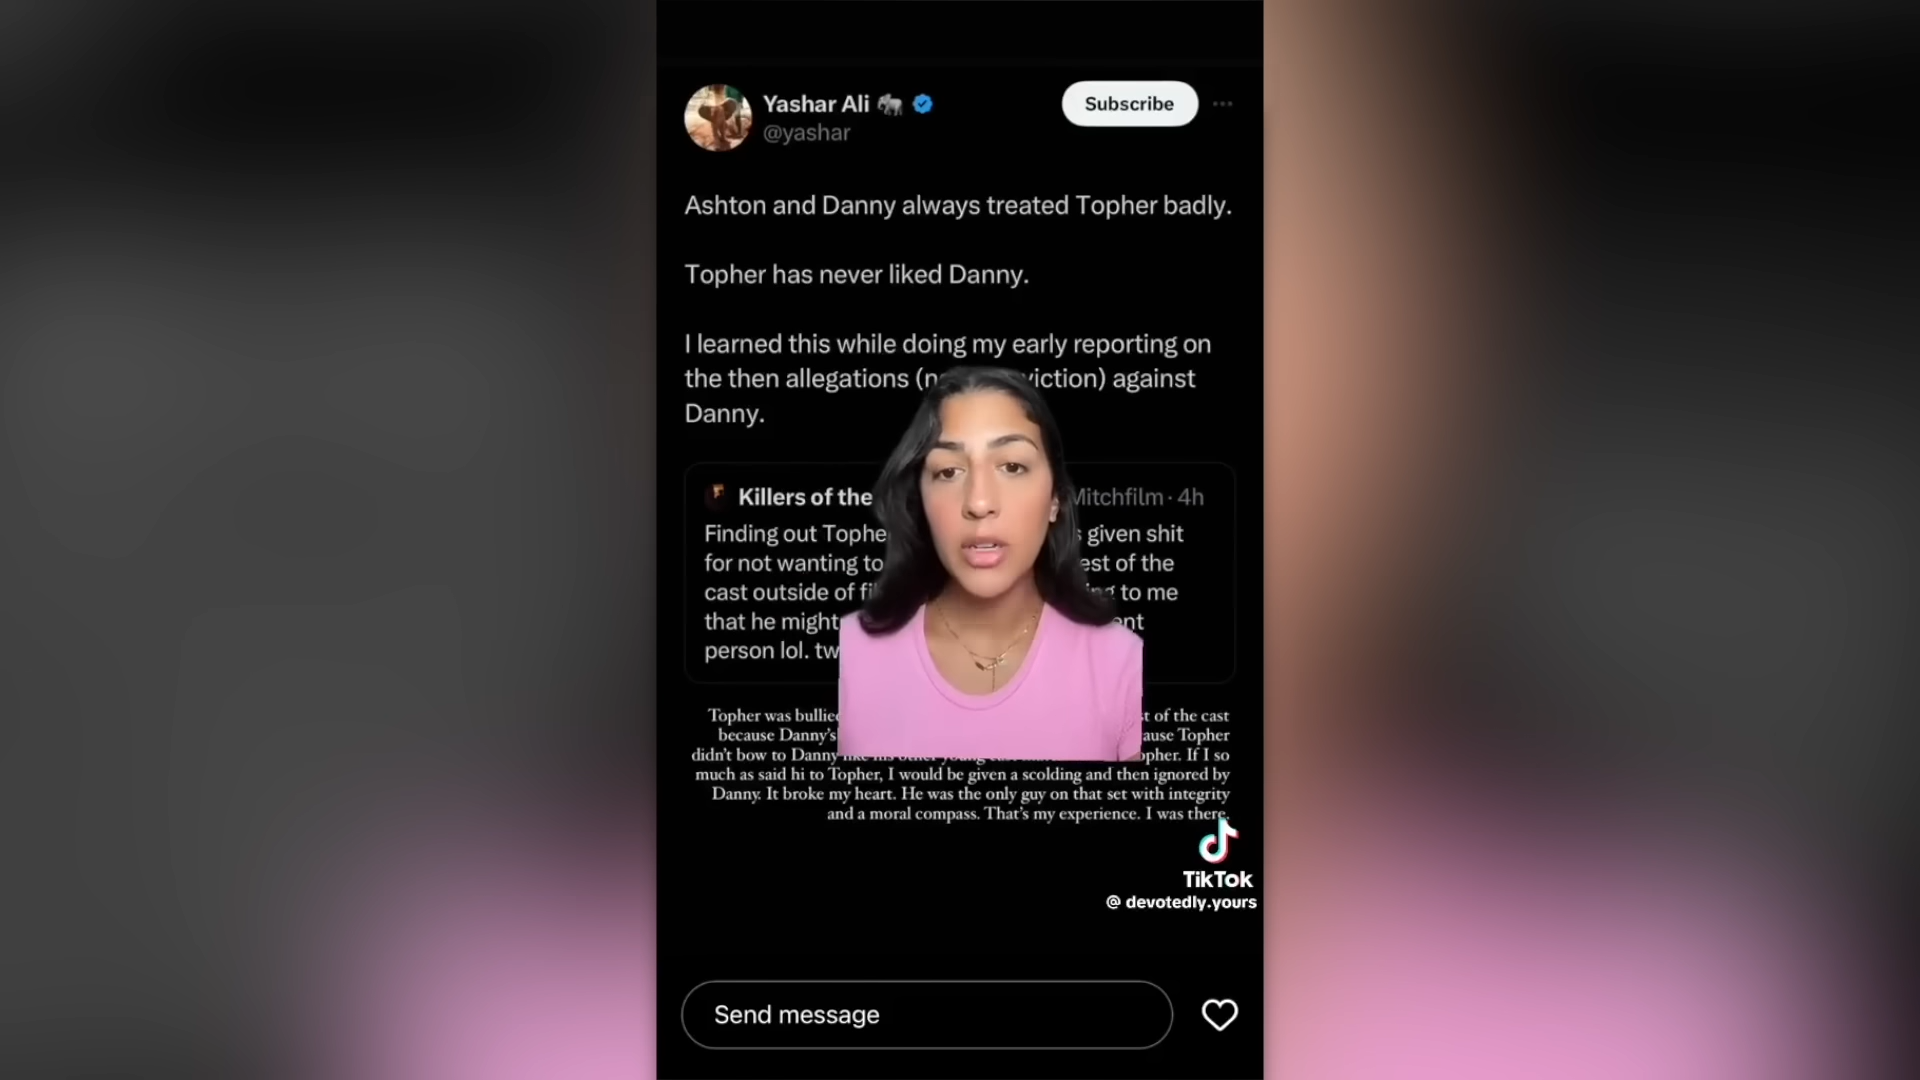 Yashar Ali
@yashar
Subscribe
Ashton and Danny always treated Topher badly.
Topher has never liked Danny.
I learned this while doing my early reporting on
the then allegations ( viction) against
Danny.
Killers of the Mitchfilm · 4h
Finding out Tophe given shit
for not wanting to est of the
cast outside of to me
that he might
person lol.
Topher was bullied t of the cast
because Danny's ause Topher
didn't bow to Danny opher. If I so
much as said hi to Topher, I would be given a scolding and then ignored by
Danny. It broke my heart. He was the only guy on that set with integrity
and a moral compass. That's my experience. I was there.
TikTok
@ devotedly.yours
Send message